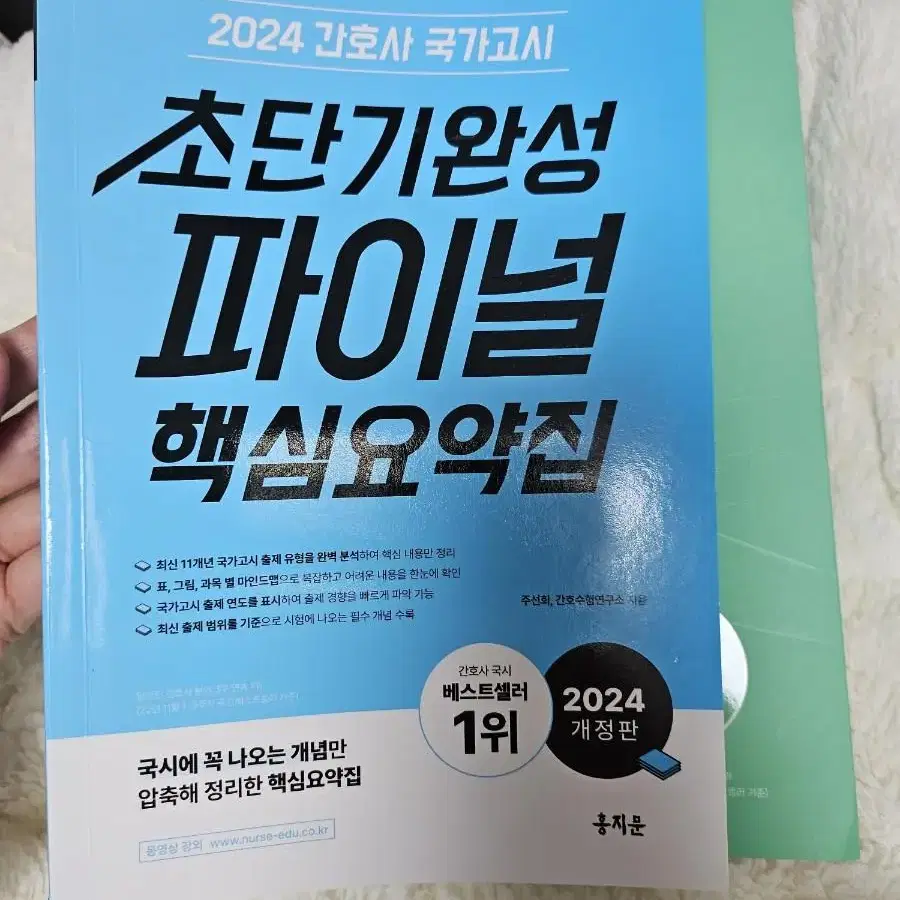 2024 간호사 국가고시
초단기완성
파이널
핵심요약집
최신 11개년 국가고시 출제 유형을 완벽 분석하여 핵심 내용만 정리
표, 그림, 과목 별 마인드맵으로 복잡하고 어려운 내용을 한눈에 확인
국가고시 출제 연도를 표시하여 출제 경향을 빠르게 파악 가능
최신 출제 범위를 기준으로 시험에 나오는 필수 개념 수록
주선희, 간호수험연구소 지음
간호사 국시
베스트셀러
1위
2024
개정판
국시에 꼭 나오는 개념만
압축해 정리한 핵심요약집
동영상 강의 www.nurse-edu.co.kr
홍지문